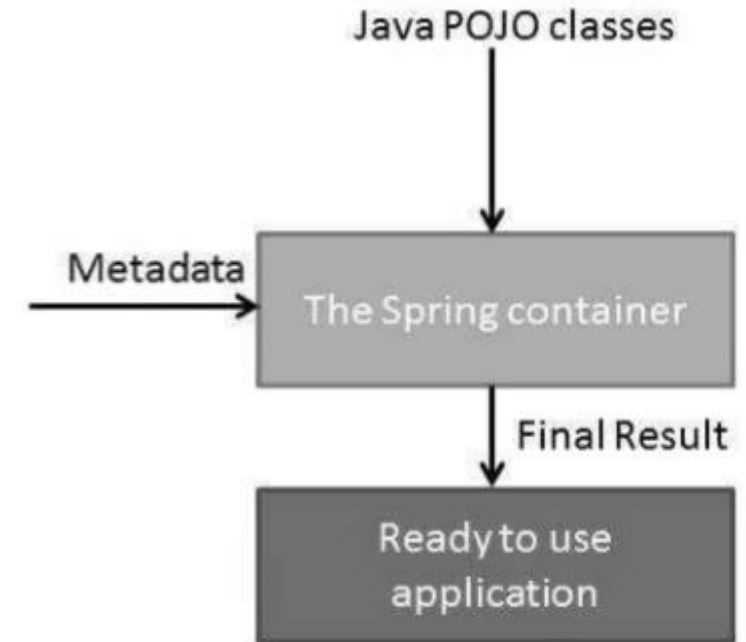 Java POJO classes
Metadata
The Spring container
Final Result
Ready to use
application